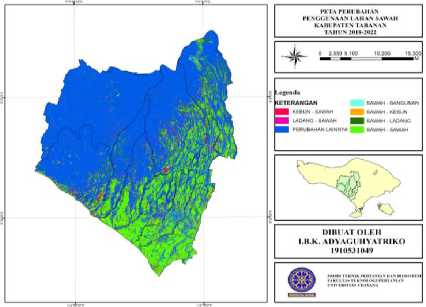 PETA PERUBAHAN
PENGGUNAAN LAHAN SAWAH
KABUPATEN TABANAN
TAHUN 2018-2022
0 2.550 5.100 10.200 15.300
M
Legenda
KETERANGAN
KEBUN - SAWAH
LADANG - SAWAH
PERUBAHAN LAINNYA
SAWAH - BANGUNAN
SAWAH - KEBUN
SAWAH - LADANG
SAWAH - SAWAH
DIBUAT OLEH
I.B.K. ADYAGUHYATRIKO
1910531049
TEKNIK PERTANIAN DAN BIOSISTEM
FAKULTAS TEKNOLOGI PERTANIAN
UNIVERSITAS UDAYANA